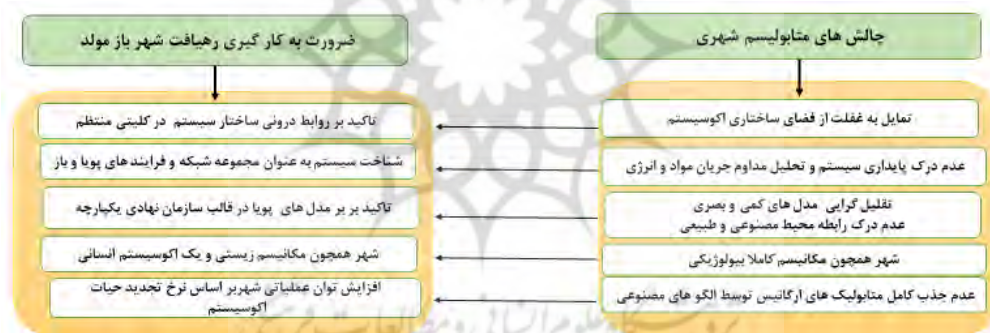 چالش های متابولیسم شهری
تمایل به غفلت از فضای ساختاری اکوسیستم
عدم درک پایداری سیستم و تحلیل مداوم جریان مواد و انرژی
تقلیل گرایی مدل های کمی و بصری
عدم درک رابطه محیط مصنوعی و طبیعی
شهر همچون مکانیسم کاملا بیولوژیکی
عدم جذب کامل متابولیک های ارگانیس توسط الگو های مصنوعی
ضرورت به کار گیری رهیافت شهر باز مولد
تاکید بر روابط درونی ساختار سیستم در کلیتی منتظم
شناخت سیستم به عنوان مجموعه شبکه و فرایند های پویا و باز
تاکید بر بر مدل های پویا در قالب سازمان نهادی یکپارچه
شهر همچون مکانیسم زیستی و یک اکوسیستم انسانی
افزایش توان عملیاتی شهربر اساس نرخ تجدید حیات
اکوسیستم